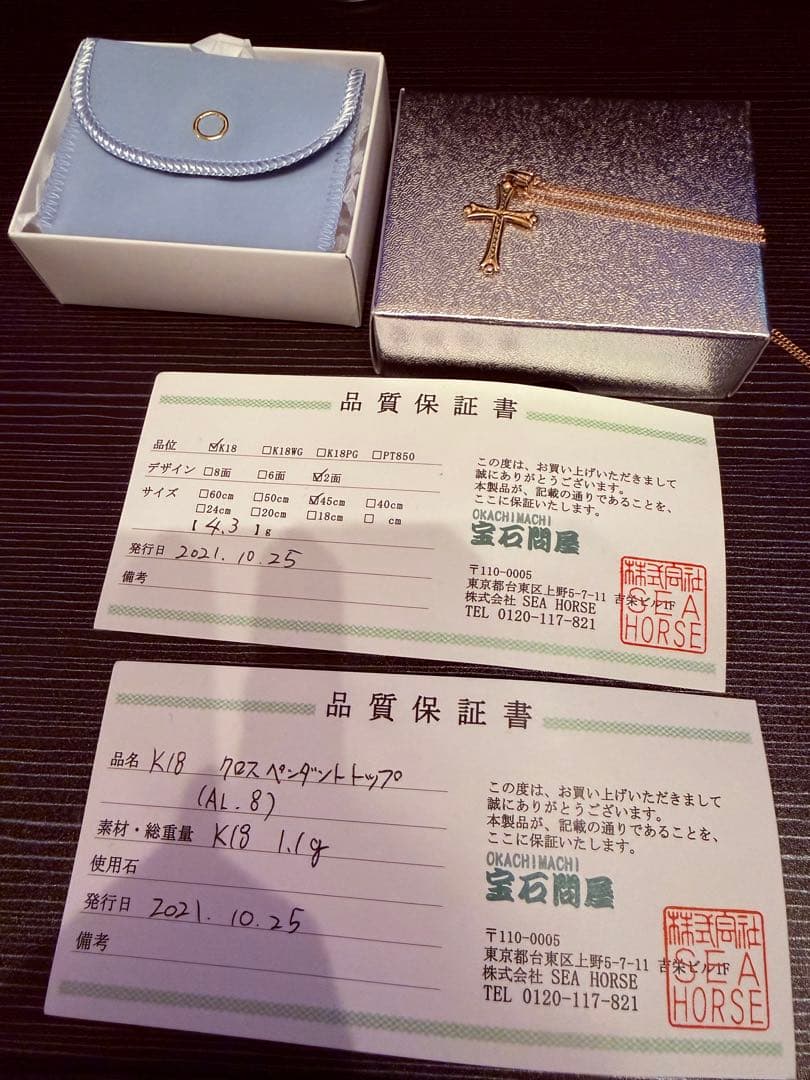 品質保証書
品位 ☑K18 □K18WG □K18PG □PT850
デザイン □8面 □6面 ☑2面
サイズ □60cm □50cm ☑45cm □40cm
□24cm □20cm □18cm □ cm
【 4.3 】g
発行日 2021.10.25
備考
この度は、お買い上げいただきまして
誠にありがとうございます。
本製品が、記載の通りであることを、
ここに保証いたします。
OKACHIMACHI
宝石問屋
〒110-0005
東京都台東区上野5-7-11 吉栄ビル1F
株式会社 SEA HORSE
TEL 0120-117-821
株式会社
SEA
HORSE
品質保証書
品名 K18 クロスペンダントトップ
(AL.8)
素材・総重量 K18 1.1g
使用石
発行日 2021.10.25
備考
この度は、お買い上げいただきまして
誠にありがとうございます。
本製品が、記載の通りであることを、
ここに保証いたします。
OKACHIMACHI
宝石問屋
〒110-0005
東京都台東区上野5-7-11 吉栄ビル1F
株式会社 SEA HORSE
TEL 0120-117-821
株式会社
SEA
HORSE